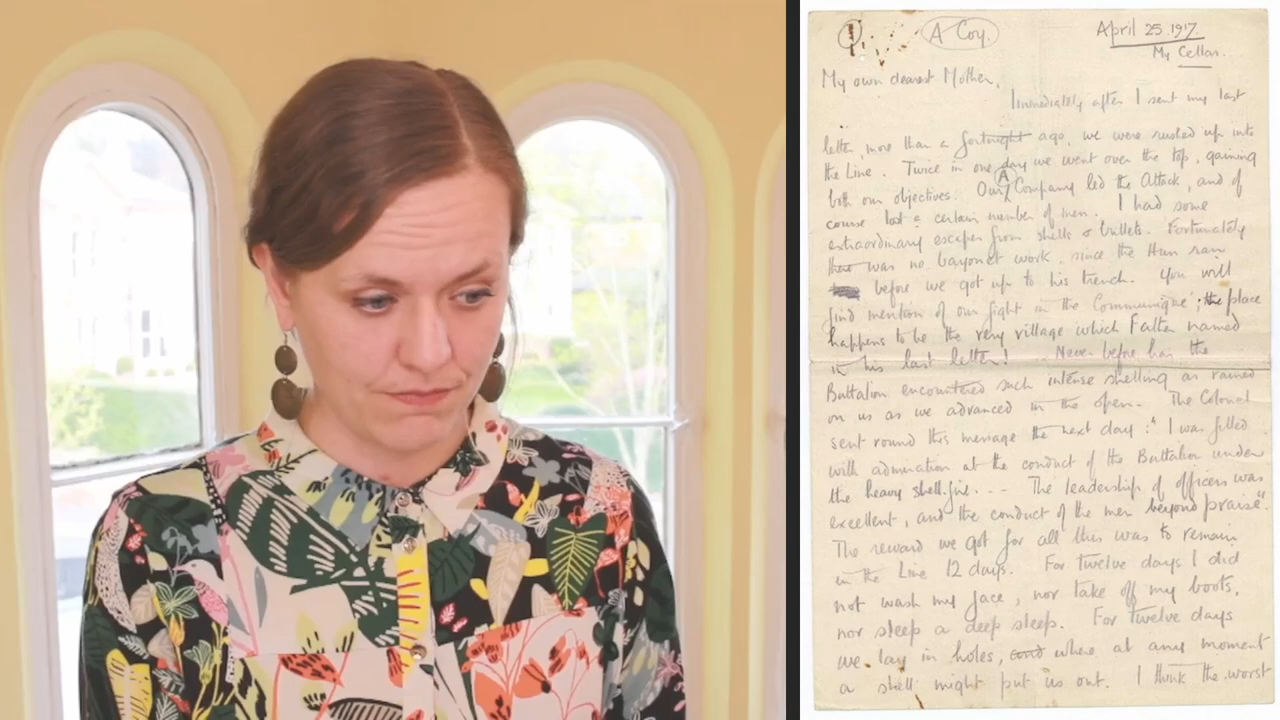 1
A Coy.
April 25. 1917.
My Cellar.
My own dearest Mother,
Immediately after I sent my last
letter, more than a fortnight ago, we were rushed up into
the Line. Twice in one day we went over the top, gaining
both our objectives. Our A Company led the Attack, and of
course lost a certain number of men. I had some
extraordinary escapes from shells & bullets. Fortunately
there was no bayonet work, since the Hun ran
before we got up to his trench. You will
find mention of our fight in the Communiqué; the place
happens to be the very village which Father named
in his last letter! Never before has the
Battalion encountered such intense shelling as rained
on us as we advanced in the open. The Colonel
sent round this message the next day: "I was filled
with admiration at the conduct of the Battalion under
the heavy shell-fire. - - - The leadership of officers was
excellent, and the conduct of the men beyond praise."
The reward we got for all this was to remain
in the Line 12 days. For twelve days I did
not wash my face, nor take off my boots,
nor sleep a deep sleep. For twelve days
we lay in holes, and where at any moment
a shell might put us out. I think the worst